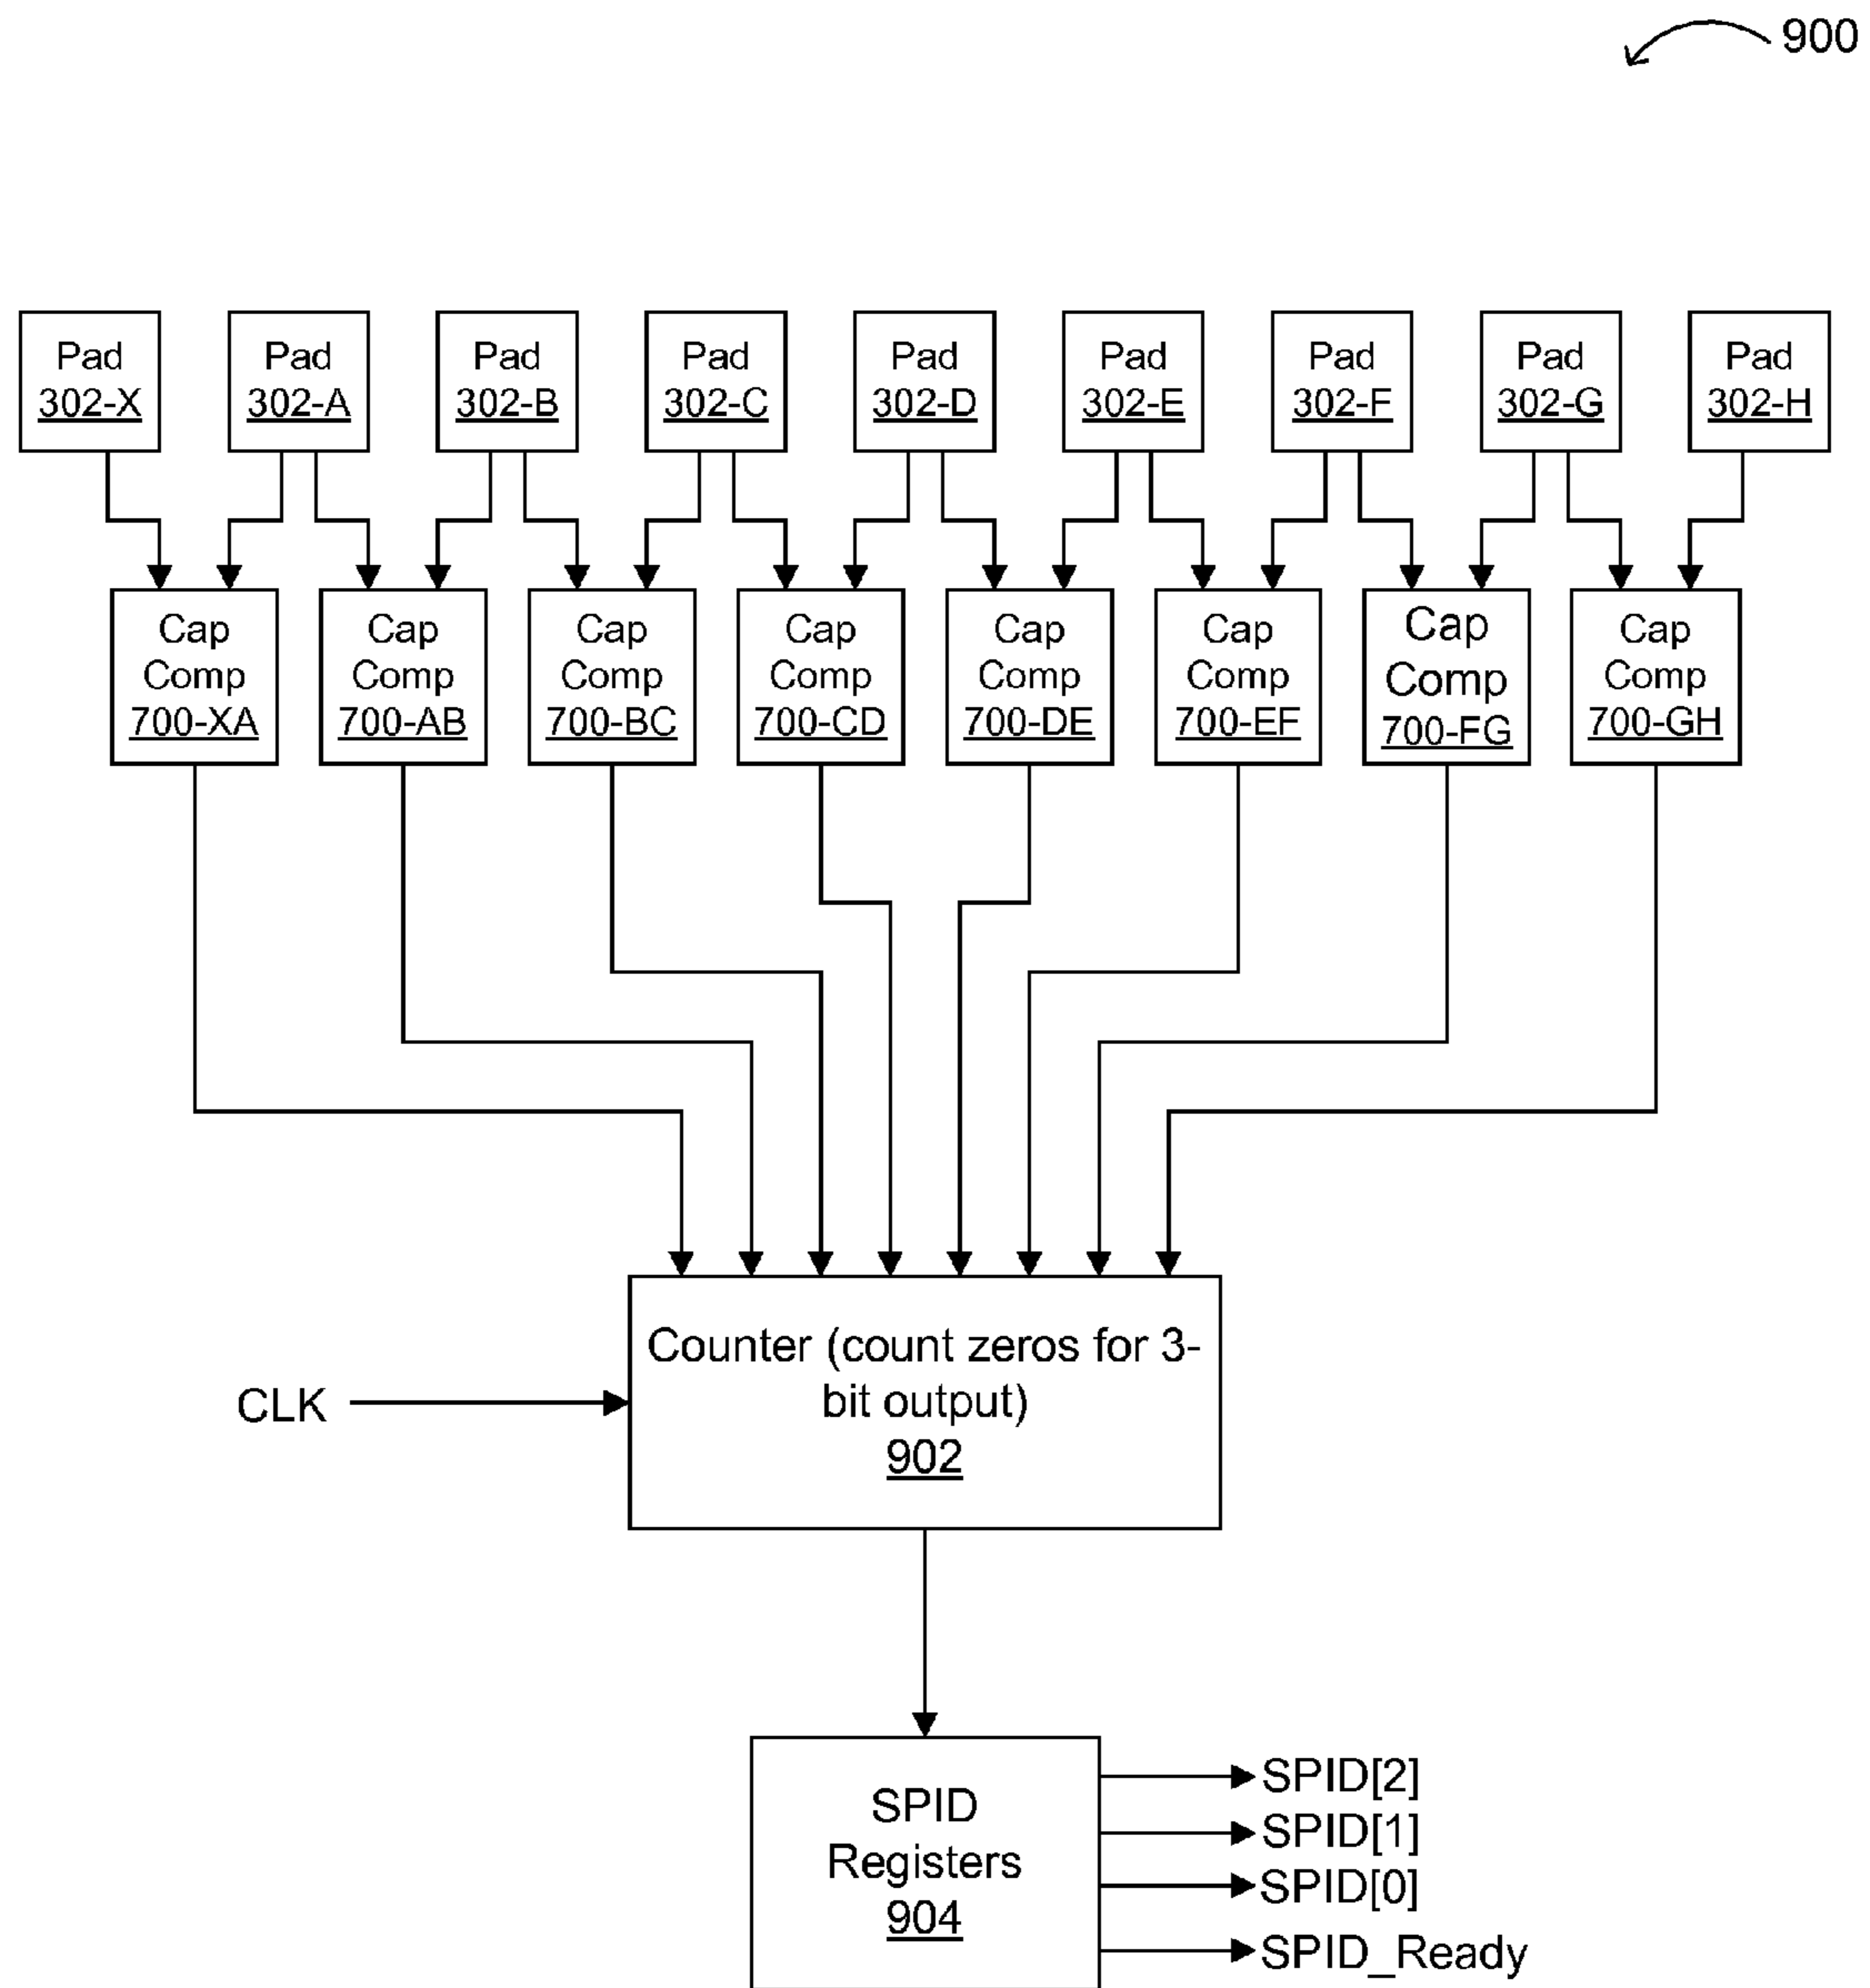 900
Pad
302-X
Pad
302-A
Pad
302-B
Pad
302-C
Pad
302-D
Pad
302-E
Pad
302-F
Pad
302-G
Pad
302-H
Cap
Comp
700-XA
Cap
Comp
700-AB
Cap
Comp
700-BC
Cap
Comp
700-CD
Cap
Comp
700-DE
Cap
Comp
700-EF
Cap
Comp
700-FG
Cap
Comp
700-GH
CLK
Counter (count zeros for 3-
bit output)
902
SPID
Registers
904
SPID[2]
SPID[1]
SPID[0]
SPID_Ready